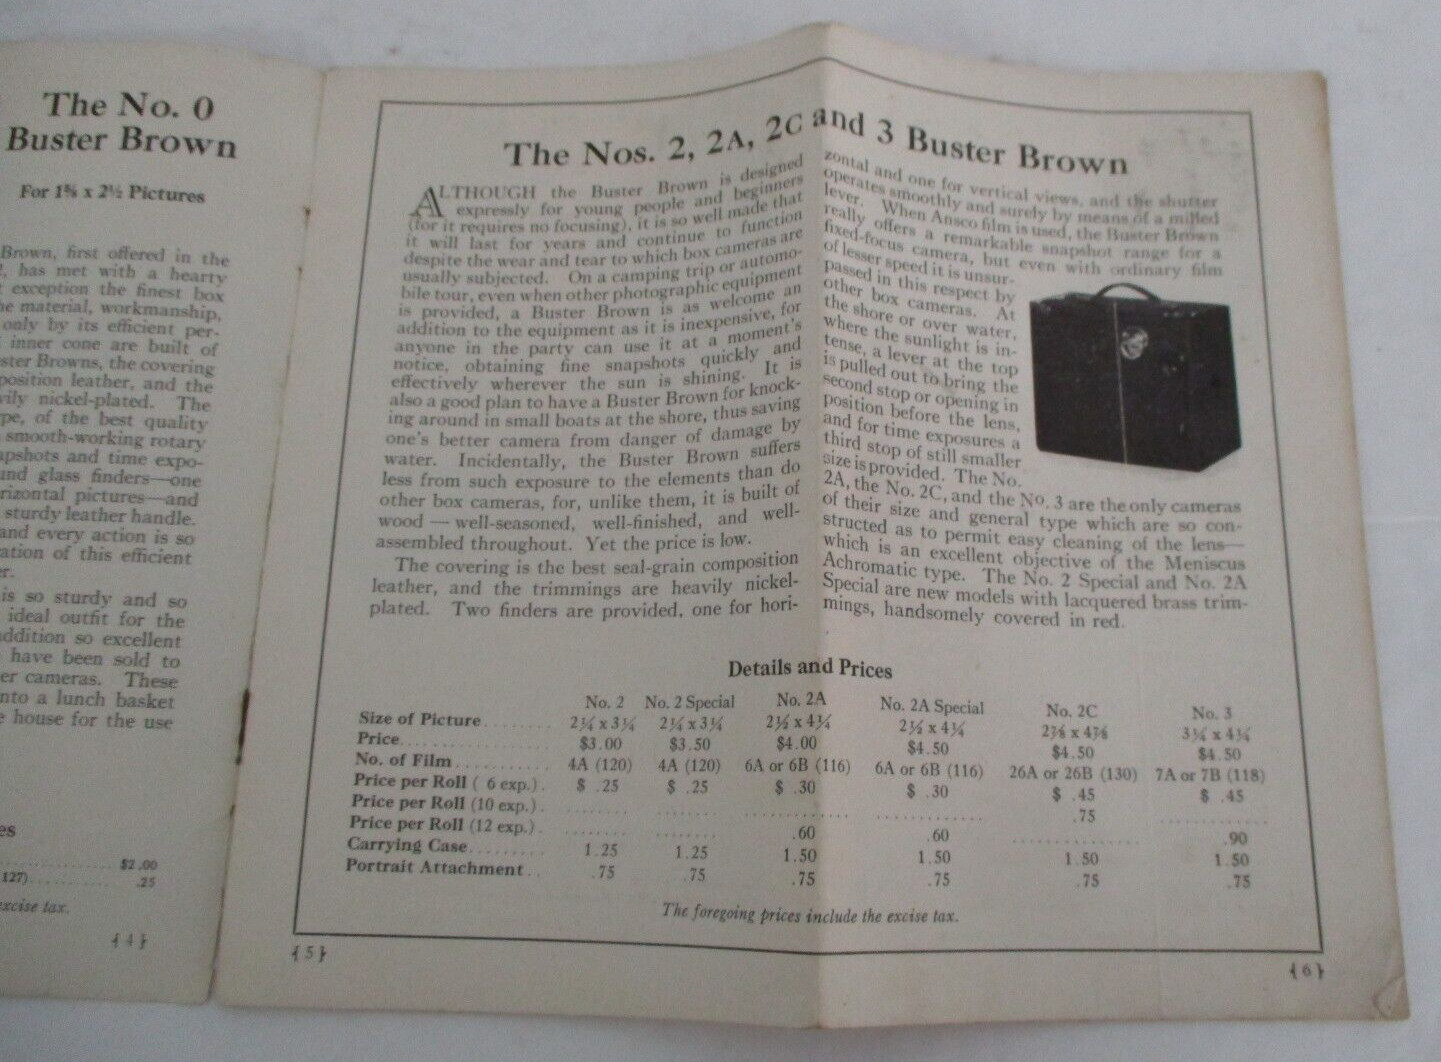 The No. 0
Buster Brown
For 1⅝ x 2½ Pictures
Brown, first offered in the
has met with a hearty
exception the finest box
material, workmanship,
only by its efficient per-
inner cone are built of
ster Browns, the covering
position leather, and the
vily nickel-plated. The
pe, of the best quality
smooth-working rotary
apshots and time expo-
und glass finders—one
rizontal pictures—and
sturdy leather handle.
and every action is so
ation of this efficient
r.
is so sturdy and so
ideal outfit for the
addition so excellent
have been sold to
er cameras. These
nto a lunch basket
e house for the use
es
$2.00
127) .25
excise tax.
{4}
The Nos. 2, 2A, 2C and 3 Buster Brown
ALTHOUGH the Buster Brown is designed
expressly for young people and beginners
(for it requires no focusing), it is so well made that
it will last for years and continue to function
despite the wear and tear to which box cameras are
usually subjected. On a camping trip or automo-
bile tour, even when other photographic equipment
is provided, a Buster Brown is as welcome an
addition to the equipment as it is inexpensive, for
anyone in the party can use it at a moment's
notice, obtaining fine snapshots quickly and
effectively wherever the sun is shining. It is
also a good plan to have a Buster Brown for knock-
ing around in small boats at the shore, thus saving
one's better camera from danger of damage by
water. Incidentally, the Buster Brown suffers
less from such exposure to the elements than do
other box cameras, for, unlike them, it is built of
wood — well-seasoned, well-finished, and well-
assembled throughout. Yet the price is low.
The covering is the best seal-grain composition
leather, and the trimmings are heavily nickel-
plated. Two finders are provided, one for hori-
zontal and one for vertical views, and the shutter
operates smoothly and surely by means of a milled
lever. When Ansco film is used, the Buster Brown
really offers a remarkable snapshot range for a
fixed-focus camera, but even with ordinary film
of lesser speed it is unsur-
passed in this respect by
other box cameras. At
the shore or over water,
where the sunlight is in-
tense, a lever at the top
is pulled out to bring the
second stop or opening in
position before the lens,
and for time exposures a
third stop of still smaller
size is provided. The No.
2A, the No. 2C, and the No. 3 are the only cameras
of their size and general type which are so con-
structed as to permit easy cleaning of the lens—
which is an excellent objective of the Meniscus
Achromatic type. The No. 2 Special and No. 2A
Special are new models with lacquered brass trim-
mings, handsomely covered in red.
Details and Prices
No. 2 No. 2 Special No. 2A No. 2A Special No. 2C No. 3
Size of Picture 2¼ x 3¼ 2¼ x 3¼ 2½ x 4¼ 2½ x 4¼ 2⅞ x 4⅞ 3¼ x 4¼
Price $3.00 $3.50 $4.00 $4.50 $4.50 $4.50
No. of Film 4A (120) 4A (120) 6A or 6B (116) 6A or 6B (116) 26A or 26B (130) 7A or 7B (118)
Price per Roll ( 6 exp.) $ .25 $ .25 $ .30 $ .30 $ .45 $ .45
Price per Roll (10 exp.) .75
Price per Roll (12 exp.) .60 .60 .90
Carrying Case 1.25 1.25 1.50 1.50 1.50 1.50
Portrait Attachment .75 .75 .75 .75 .75 .75
The foregoing prices include the excise tax.
{5}
{6}